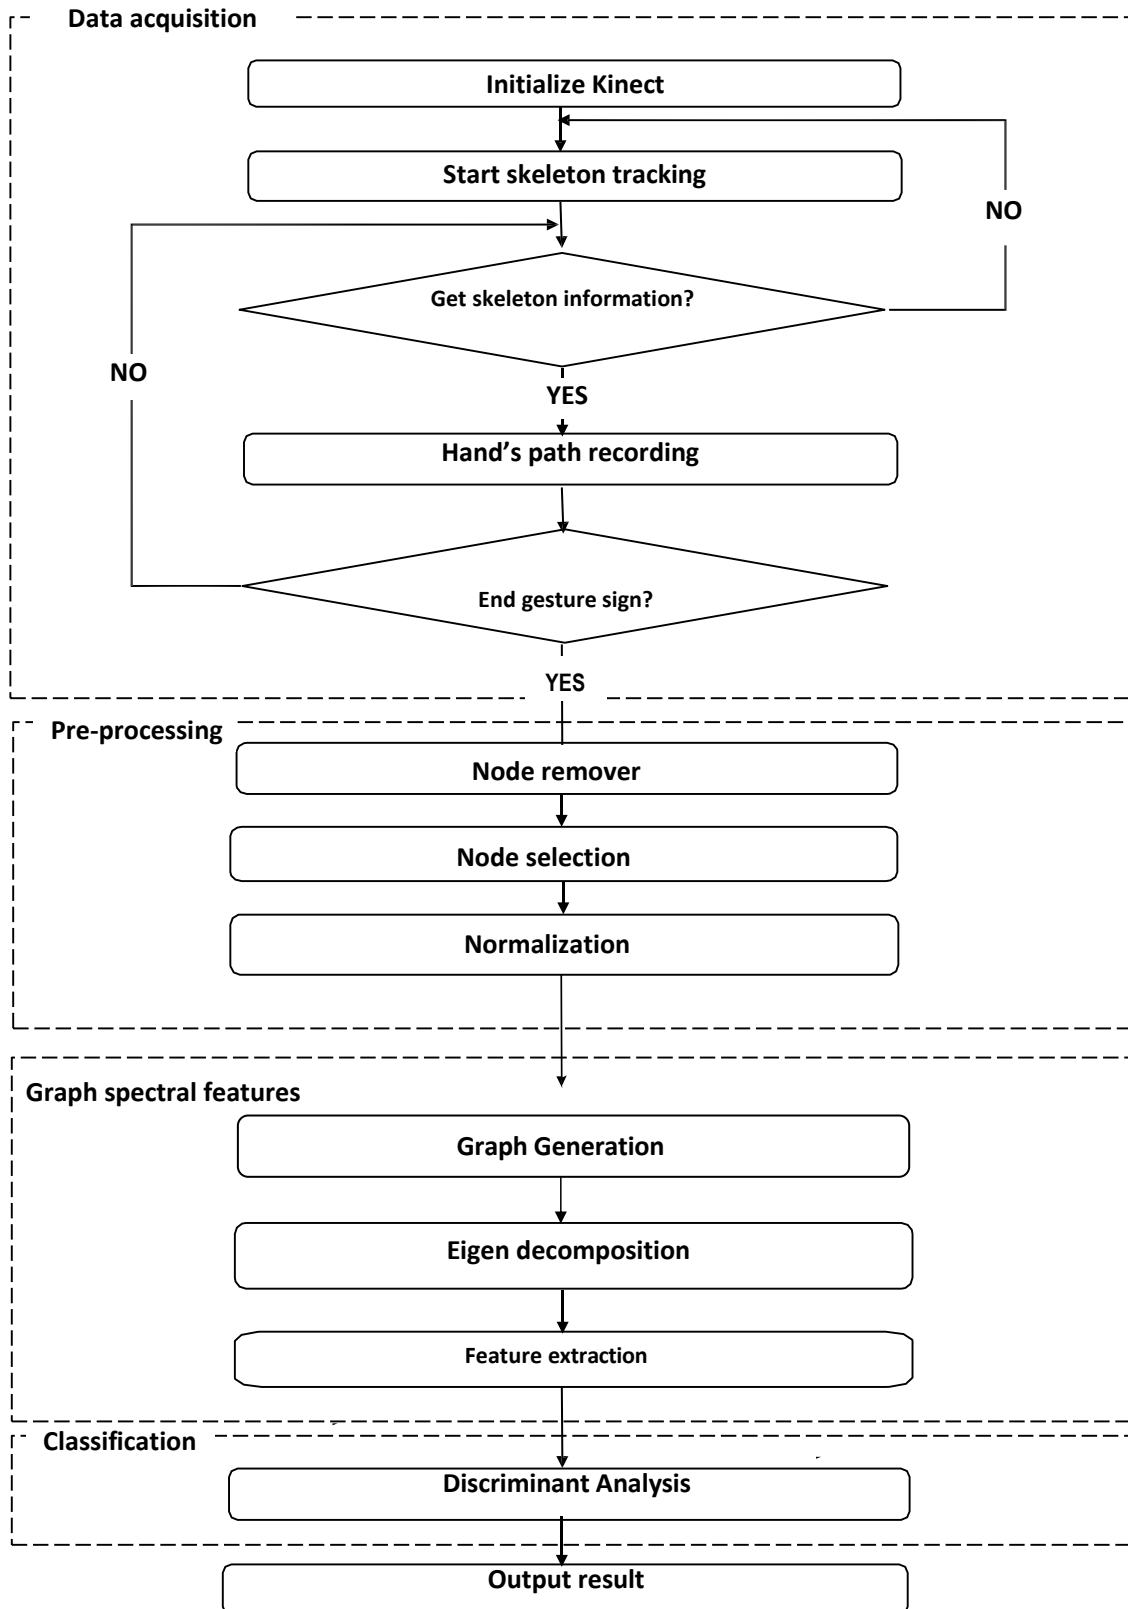 Data acquisition
Initialize Kinect
Start skeleton tracking
NO
Get skeleton information?
NO
YES
Hand’s path recording
End gesture sign?
YES
Pre-processing
Node remover
Node selection
Normalization
Graph spectral features
Graph Generation
Eigen decomposition
Feature extraction
Classification
Discriminant Analysis
Output result